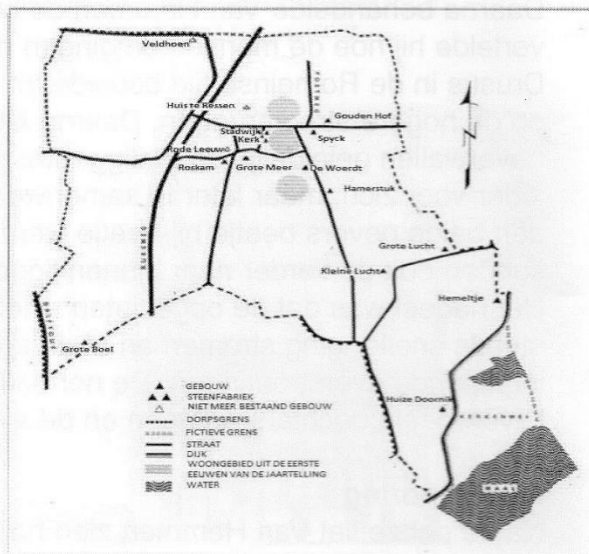 Veldhoen
Huis te Ressen
Gouden Hof
Stadwijk
Kerk
Spyck
Rode Leeuw
Roskam
Grote Meer
De Woerdt
Hamerstuk
Grote Lucht
Kleine Lucht
Hemeltje
Grote Boel
Huize Doornik
GEBOUW
STEENFABRIEK
NIET MEER BESTAAND GEBOUW
DORPSGRENS
FICTIEVE GRENS
STRAAT
DIJK
WOONGEBIED UIT DE EERSTE
EEUWEN VAN DE JAARTELLING
WATER